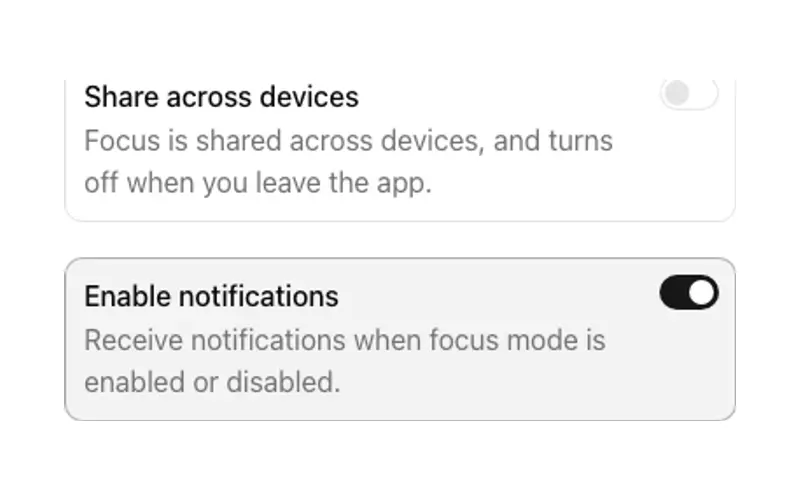 Share across devices
Focus is shared across devices, and turns
off when you leave the app.
Enable notifications
Receive notifications when focus mode is
enabled or disabled.